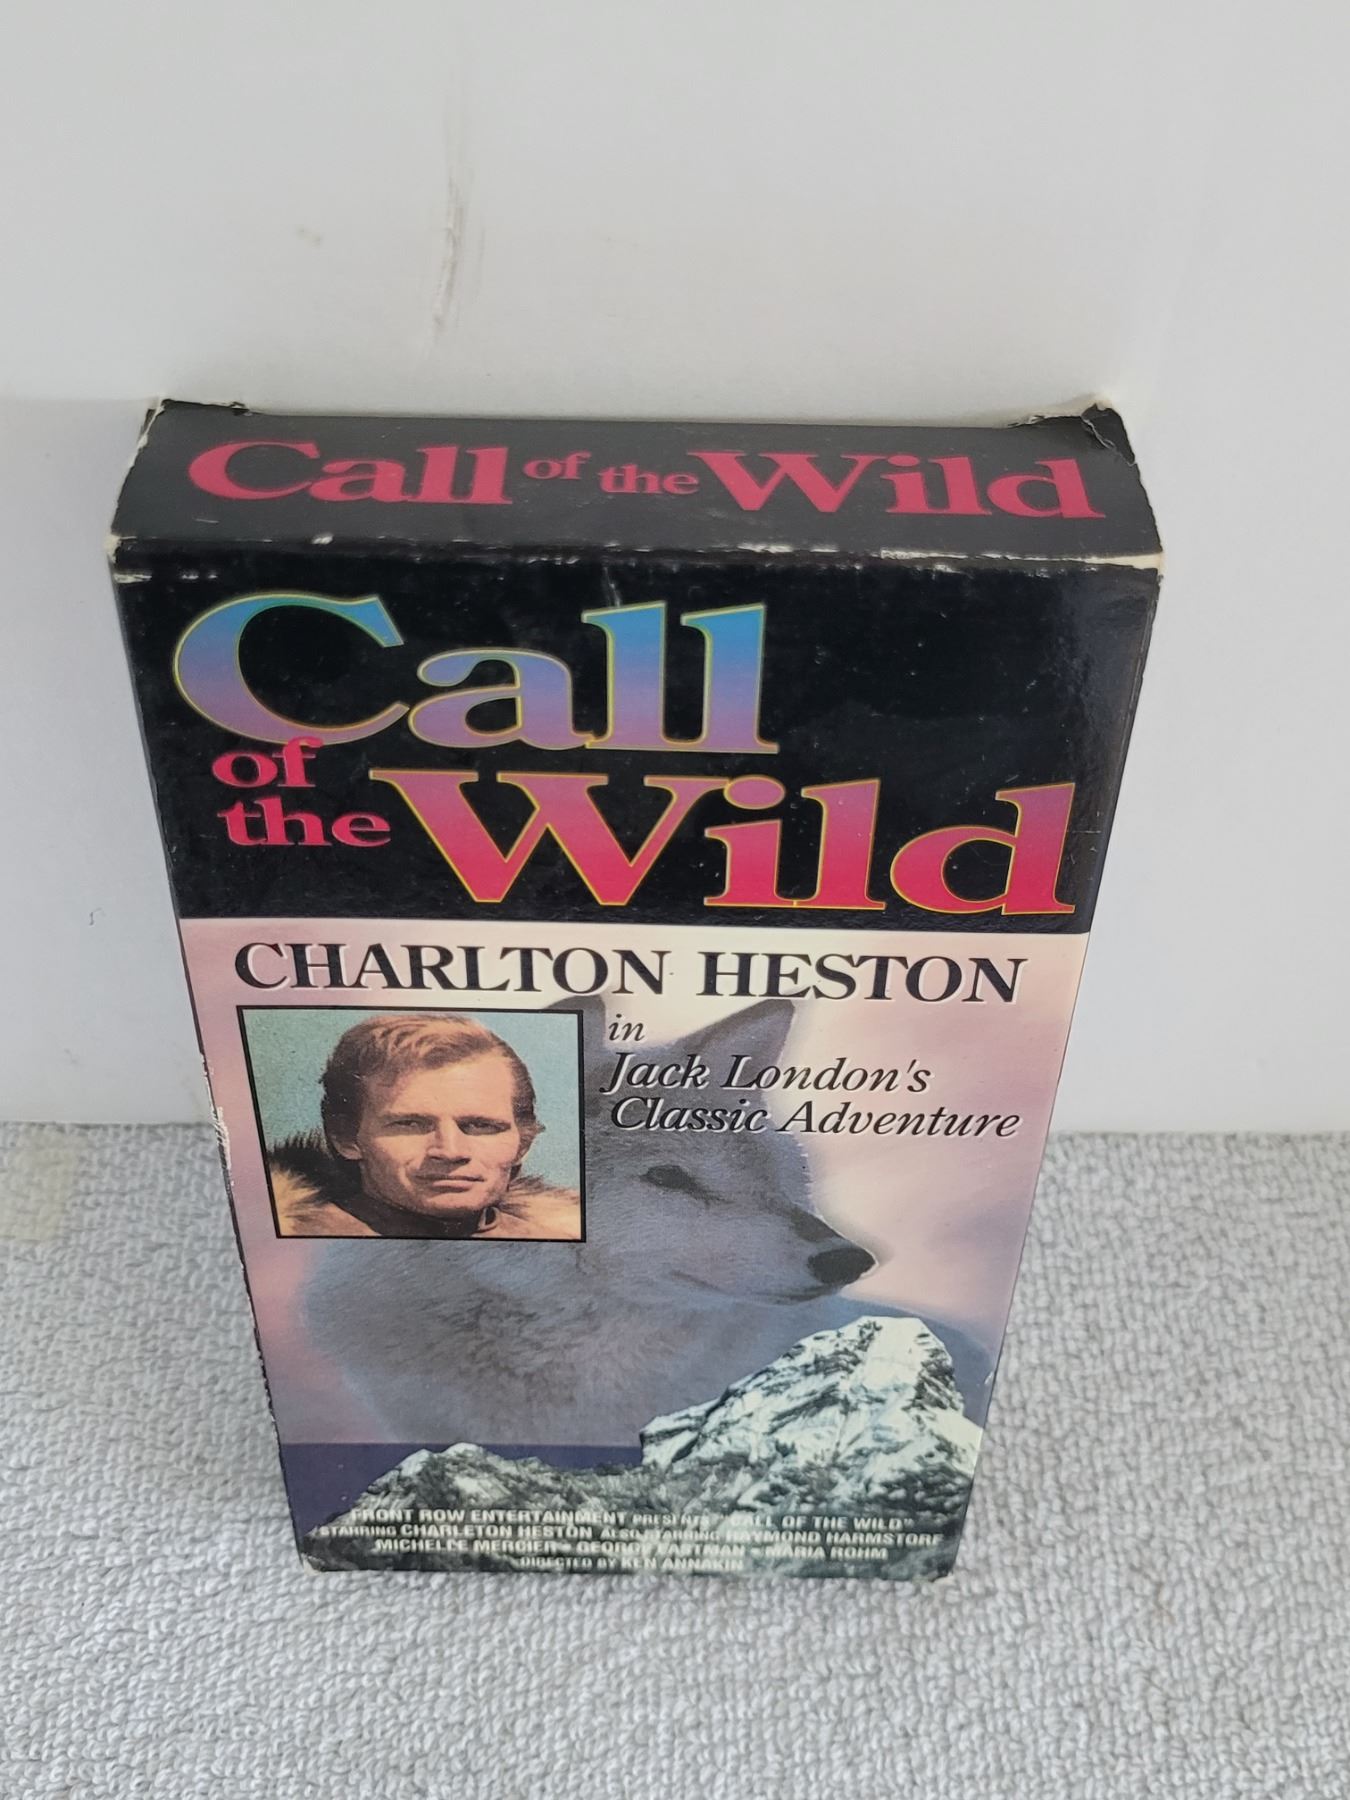 Call of the Wild
Call
of
the Wild
CHARLTON HESTON
in
Jack London's
Classic Adventure
FRONT ROW ENTERTAINMENT PRESENTS "CALL OF THE WILD"
STARRING CHARLETON HESTON ALSO STARRING RAYMOND HARMSTORF
MICHELLE MERCIER • GEORGE EASTMAN • MARIA ROHM
DIRECTED BY KEN ANNAKIN